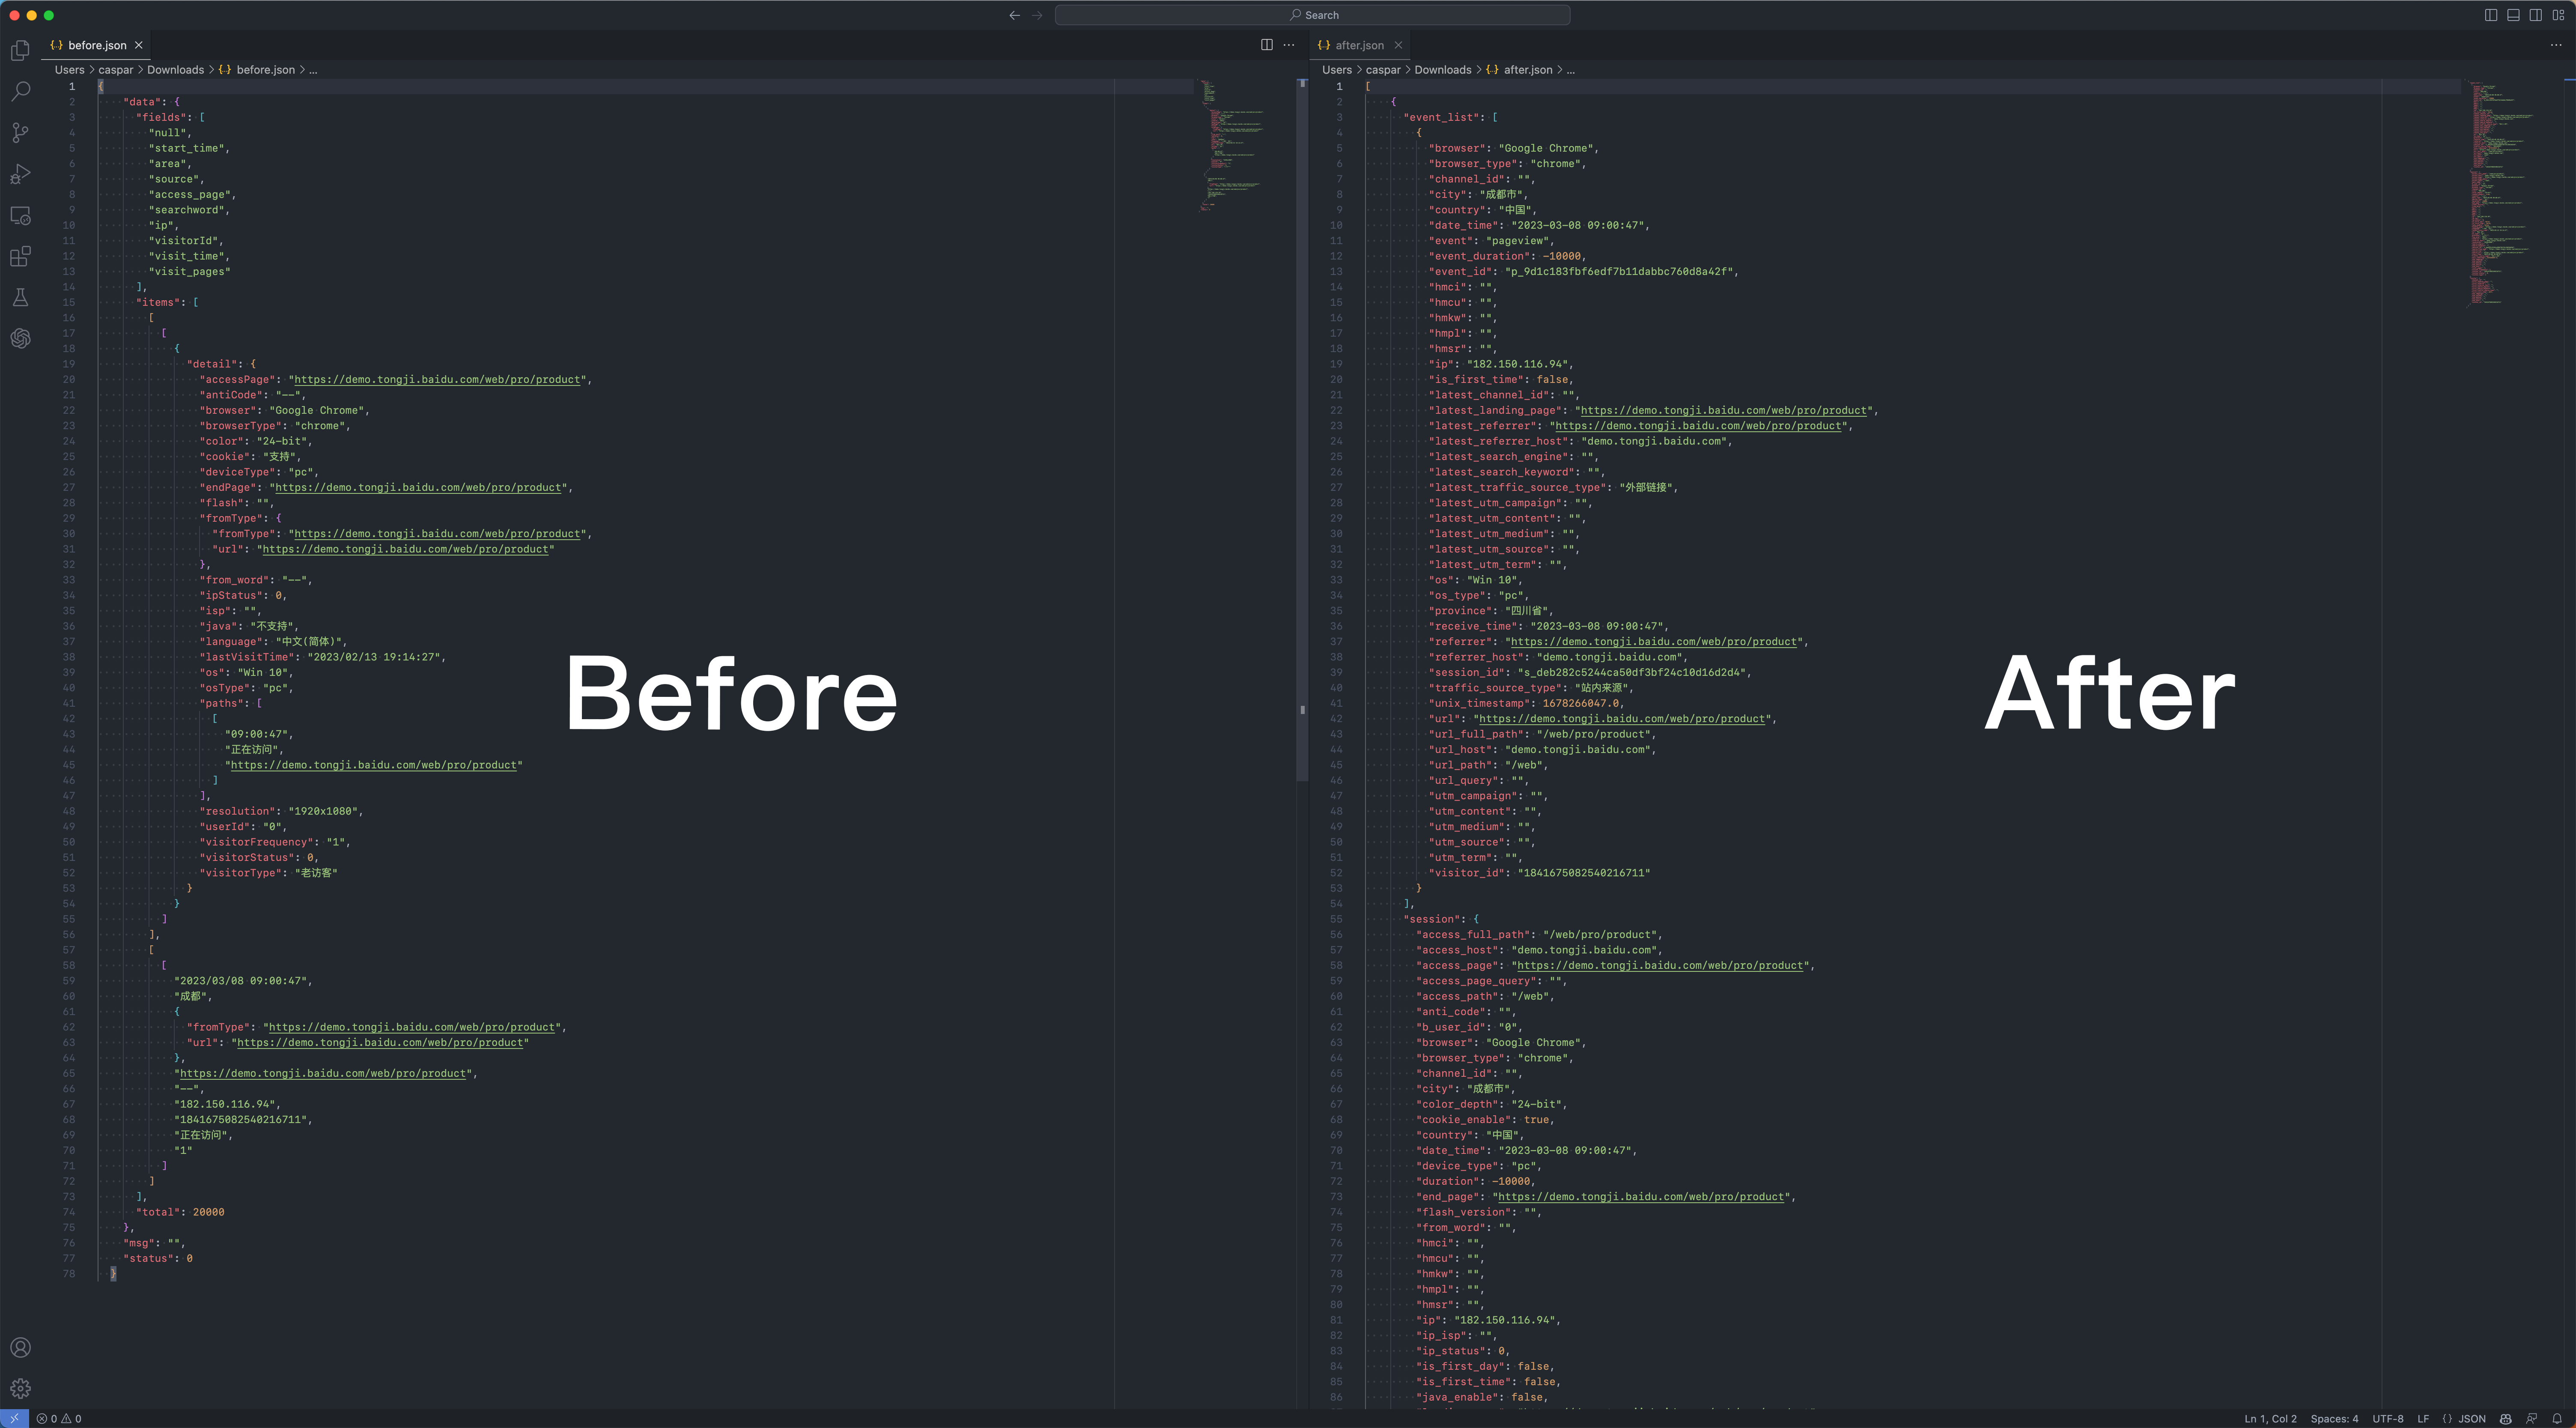 Search
before.json
Users > caspar > Downloads > {..} before.json > ...
1 {
2 "data": {
3 "fields": [
4 "null",
5 "start_time",
6 "area",
7 "source",
8 "access_page",
9 "searchword",
10 "ip",
11 "visitorId",
12 "visit_time",
13 "visit_pages"
14 ],
15 "items": [
16 [
17 [
18 {
19 "detail": {
20 "accessPage": "https://demo.tongji.baidu.com/web/pro/product",
21 "antiCode": "--",
22 "browser": "Google Chrome",
23 "browserType": "chrome",
24 "color": "24-bit",
25 "cookie": "支持",
26 "deviceType": "pc",
27 "endPage": "https://demo.tongji.baidu.com/web/pro/product",
28 "flash": "",
29 "fromType": {
30 "fromType": "https://demo.tongji.baidu.com/web/pro/product",
31 "url": "https://demo.tongji.baidu.com/web/pro/product"
32 },
33 "from_word": "--",
34 "ipStatus": 0,
35 "isp": "",
36 "java": "不支持",
37 "language": "中文(简体)",
38 "lastVisitTime": "2023/02/13 19:14:27",
39 "os": "Win 10",
40 "osType": "pc",
41 "paths": [
42 [
43 "09:00:47",
44 "正在访问",
45 "https://demo.tongji.baidu.com/web/pro/product"
46 ]
47 ],
48 "resolution": "1920x1080",
49 "userId": "0",
50 "visitorFrequency": "1",
51 "visitorStatus": 0,
52 "visitorType": "老访客"
53 }
54 }
55 ]
56 ],
57 [
58 [
59 "2023/03/08 09:00:47",
60 "成都",
61 {
62 "fromType": "https://demo.tongji.baidu.com/web/pro/product",
63 "url": "https://demo.tongji.baidu.com/web/pro/product"
64 },
65 "https://demo.tongji.baidu.com/web/pro/product",
66 "--",
67 "182.150.116.94",
68 "1841675082540216711",
69 "正在访问",
70 "1"
71 ]
72 ]
73 ],
74 "total": 20000
75 },
76 "msg": "",
77 "status": 0
78 }
Before
after.json
Users > caspar > Downloads > {..} after.json > ...
1 [
2 {
3 "event_list": [
4 {
5 "browser": "Google Chrome",
6 "browser_type": "chrome",
7 "channel_id": "",
8 "city": "成都市",
9 "country": "中国",
10 "date_time": "2023-03-08 09:00:47",
11 "event": "pageview",
12 "event_duration": -10000,
13 "event_id": "p_9d1c183fbf6edf7b11dabbc760d8a42f",
14 "hmci": "",
15 "hmcu": "",
16 "hmkw": "",
17 "hmpl": "",
18 "hmsr": "",
19 "ip": "182.150.116.94",
20 "is_first_time": false,
21 "latest_channel_id": "",
22 "latest_landing_page": "https://demo.tongji.baidu.com/web/pro/product",
23 "latest_referrer": "https://demo.tongji.baidu.com/web/pro/product",
24 "latest_referrer_host": "demo.tongji.baidu.com",
25 "latest_search_engine": "",
26 "latest_search_keyword": "",
27 "latest_traffic_source_type": "外部链接",
28 "latest_utm_campaign": "",
29 "latest_utm_content": "",
30 "latest_utm_medium": "",
31 "latest_utm_source": "",
32 "latest_utm_term": "",
33 "os": "Win 10",
34 "os_type": "pc",
35 "province": "四川省",
36 "receive_time": "2023-03-08 09:00:47",
37 "referrer": "https://demo.tongji.baidu.com/web/pro/product",
38 "referrer_host": "demo.tongji.baidu.com",
39 "session_id": "s_deb282c5244ca50df3bf24c10d16d2d4",
40 "traffic_source_type": "站内来源",
41 "unix_timestamp": 1678266047.0,
42 "url": "https://demo.tongji.baidu.com/web/pro/product",
43 "url_full_path": "/web/pro/product",
44 "url_host": "demo.tongji.baidu.com",
45 "url_path": "/web",
46 "url_query": "",
47 "utm_campaign": "",
48 "utm_content": "",
49 "utm_medium": "",
50 "utm_source": "",
51 "utm_term": "",
52 "visitor_id": "1841675082540216711"
53 }
54 ],
55 "session": {
56 "access_full_path": "/web/pro/product",
57 "access_host": "demo.tongji.baidu.com",
58 "access_page": "https://demo.tongji.baidu.com/web/pro/product",
59 "access_page_query": "",
60 "access_path": "/web",
61 "anti_code": "",
62 "b_user_id": "0",
63 "browser": "Google Chrome",
64 "browser_type": "chrome",
65 "channel_id": "",
66 "city": "成都市",
67 "color_depth": "24-bit",
68 "cookie_enable": true,
69 "country": "中国",
70 "date_time": "2023-03-08 09:00:47",
71 "device_type": "pc",
72 "duration": -10000,
73 "end_page": "https://demo.tongji.baidu.com/web/pro/product",
74 "flash_version": "",
75 "from_word": "",
76 "hmci": "",
77 "hmcu": "",
78 "hmkw": "",
79 "hmpl": "",
80 "hmsr": "",
81 "ip": "182.150.116.94",
82 "ip_isp": "",
83 "ip_status": 0,
84 "is_first_day": false,
85 "is_first_time": false,
86 "java_enable": false,
After
0 0
Ln 1, Col 2 Spaces: 4 UTF-8 LF {} JSON